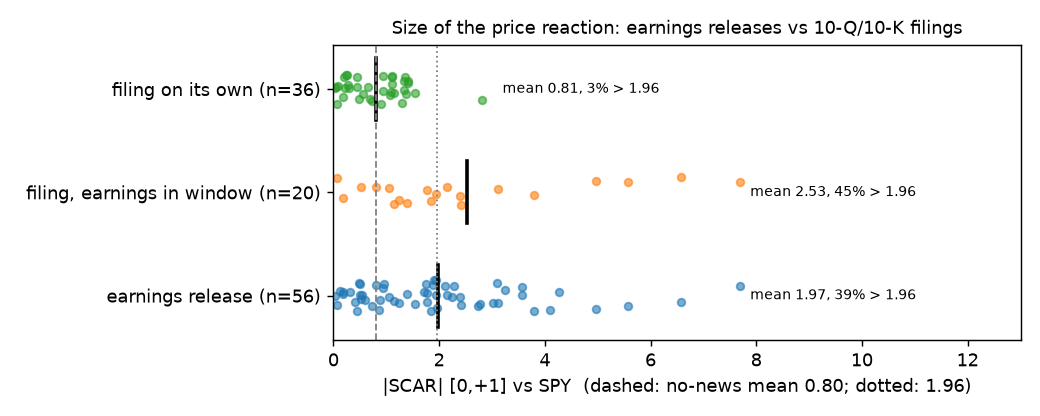 Size of the price reaction: earnings releases vs 10-Q/10-K filings
filing on its own (n=36)
mean 0.81, 3% > 1.96
filing, earnings in window (n=20)
mean 2.53, 45% > 1.96
earnings release (n=56)
mean 1.97, 39% > 1.96
0 2 4 6 8 10 12
|SCAR| [0,+1] vs SPY (dashed: no-news mean 0.80; dotted: 1.96)